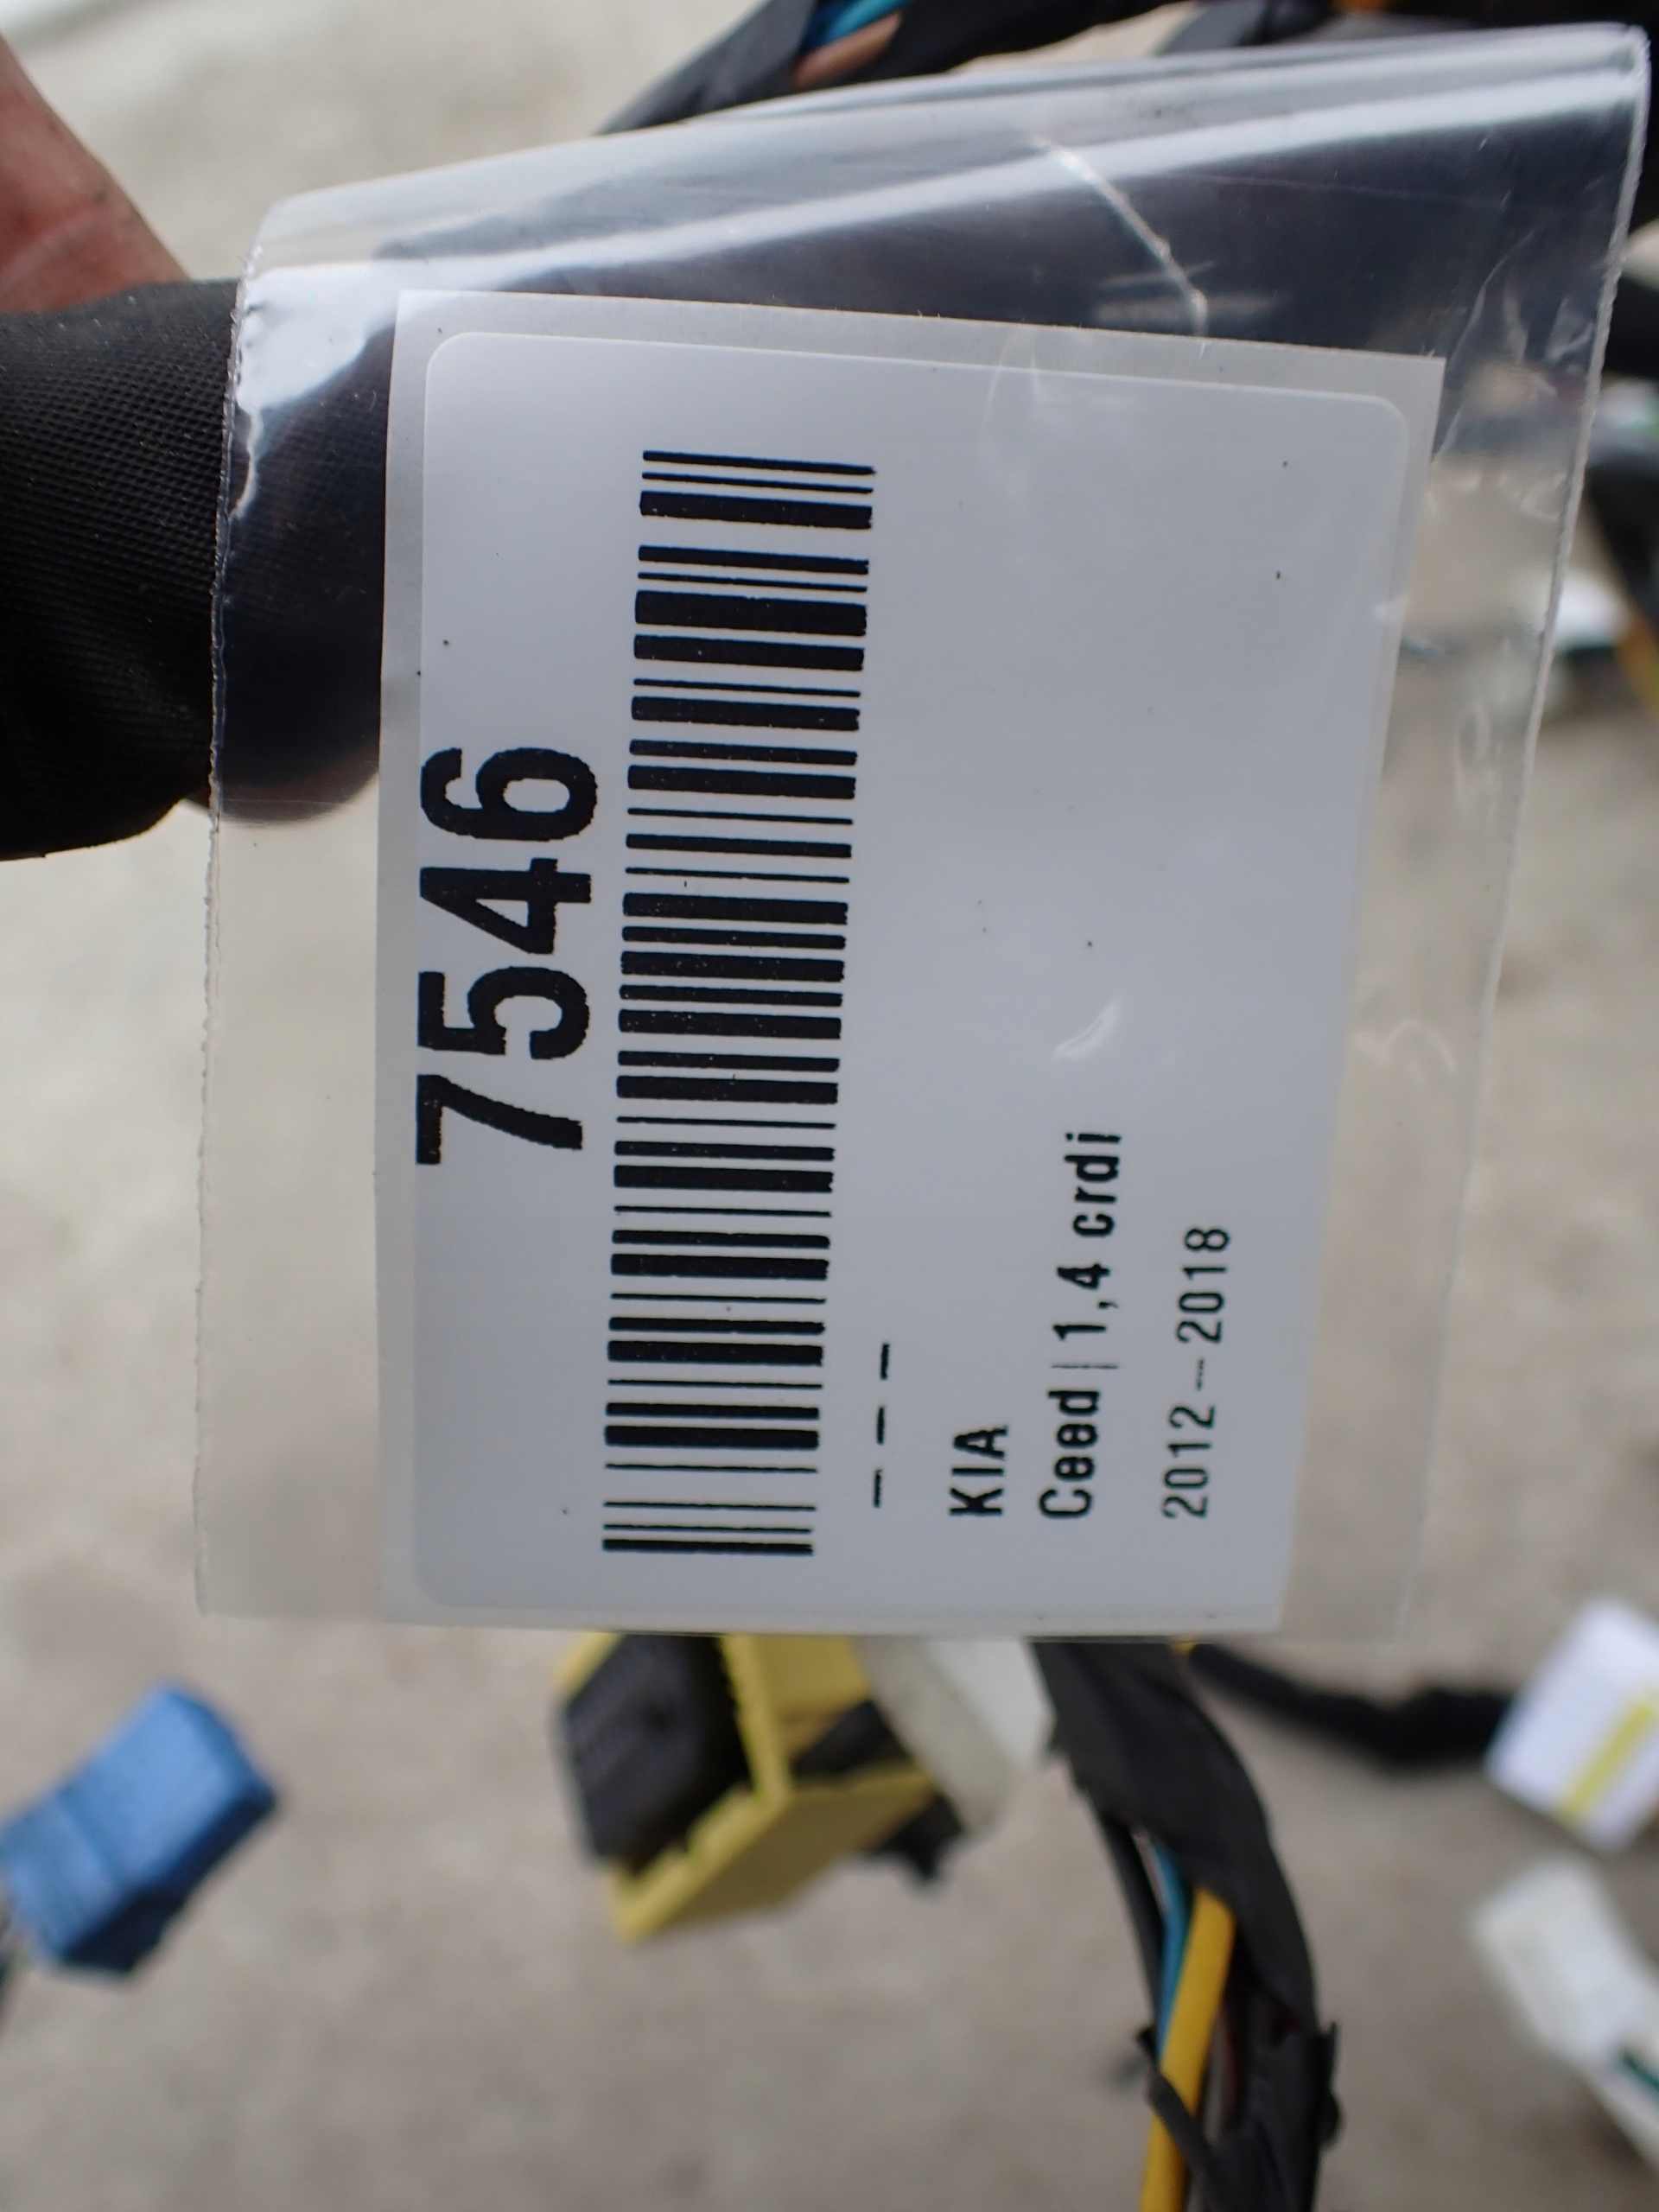 7546
- - -
KIA
Ceed | 1,4 crdi
2012-2018